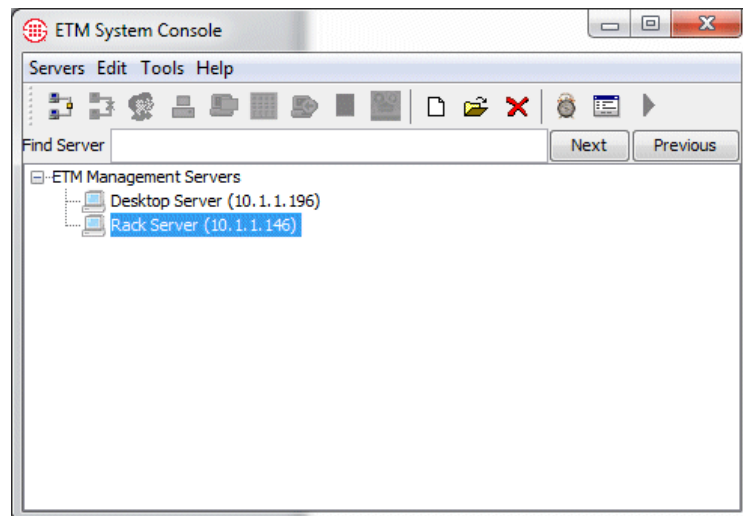 ETM System Console
Servers Edit Tools Help
Find Server Next Previous
ETM Management Servers
Desktop Server (10.1.1.196)
Rack Server (10.1.1.146)